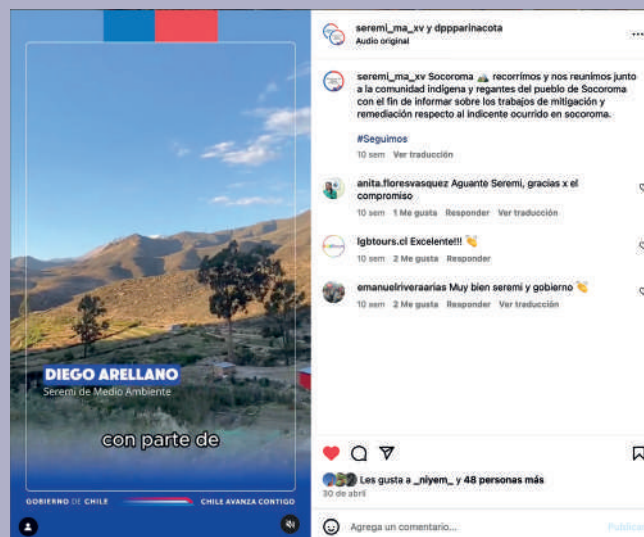 DIEGO ARELLANO
Seremi de Medio Ambiente
con parte de
GOBIERNO DE CHILE
CHILE AVANZA CONTIGO
seremi_ma_xv y dppparinacota
Audio original
seremi_ma_xv Socoroma ⛰️ recorrímos y nos reunimos junto
a la comunidad indígena y regantes del pueblo de Socoroma
con el fin de informar sobre los trabajos de mitigación y
remediación respecto al indicente ocurrido en socoroma.
#Seguimos
10 sem Ver traducción
anita.floresvasquez Aguante Seremi, gracias x el
compromiso
10 sem 1 Me gusta Responder Ver traducción
lgbtours.cl Excelente!!! 👏
10 sem 2 Me gusta Responder
emanuelriveraarias Muy bien seremi y gobierno 👏
10 sem 2 Me gusta Responder Ver traducción
Les gusta a _niyem_ y 48 personas más
30 de abril
Agrega un comentario...
Publicar